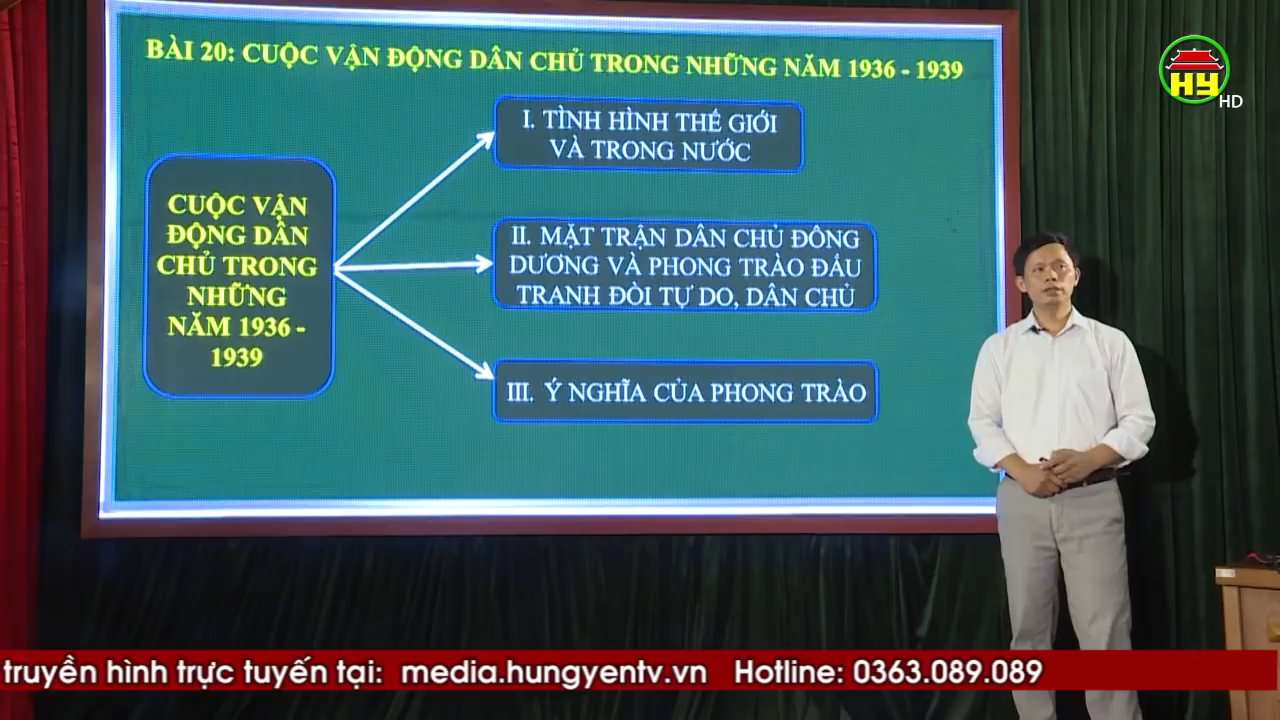 BÀI 20: CUỘC VẬN ĐỘNG DÂN CHỦ TRONG NHỮNG NĂM 1936 - 1939
HY
HD
I. TÌNH HÌNH THẾ GIỚI
VÀ TRONG NƯỚC
CUỘC VẬN
ĐỘNG DÂN
CHỦ TRONG
NHỮNG
NĂM 1936 -
1939
II. MẶT TRẬN DÂN CHỦ ĐÔNG
DƯƠNG VÀ PHONG TRÀO ĐẤU
TRANH ĐÒI TỰ DO, DÂN CHỦ
III. Ý NGHĨA CỦA PHONG TRÀO
truyền hình trực tuyến tại: media.hungyentv.vn Hotline: 0363.089.089